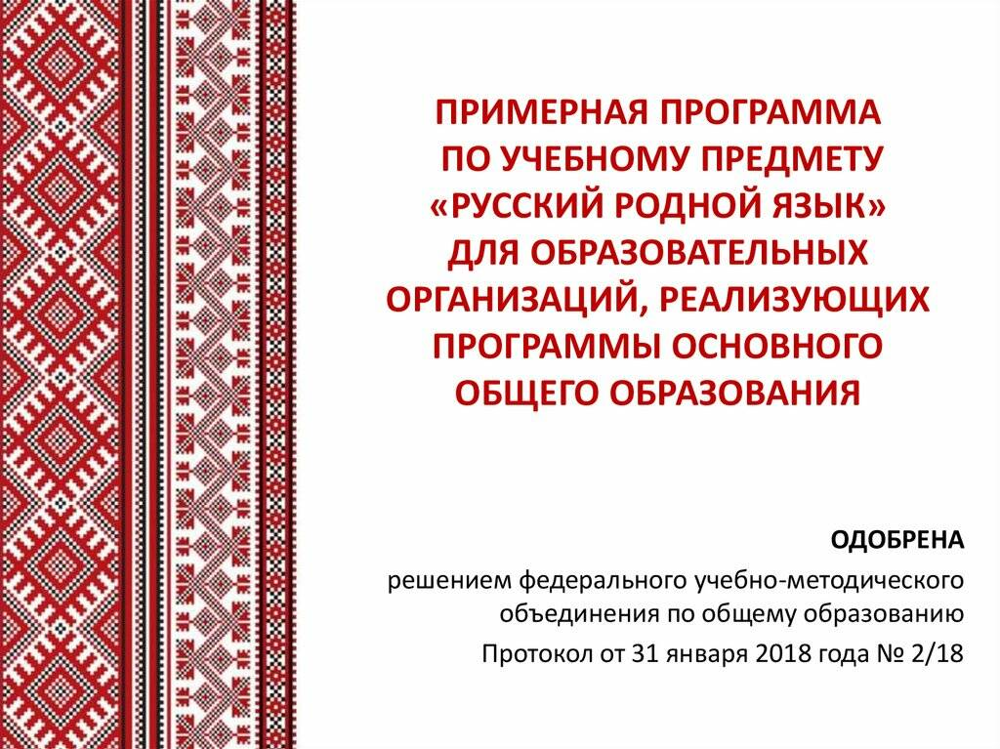 ПРИМЕРНАЯ ПРОГРАММА
ПО УЧЕБНОМУ ПРЕДМЕТУ
«РУССКИЙ РОДНОЙ ЯЗЫК»
ДЛЯ ОБРАЗОВАТЕЛЬНЫХ
ОРГАНИЗАЦИЙ, РЕАЛИЗУЮЩИХ
ПРОГРАММЫ ОСНОВНОГО
ОБЩЕГО ОБРАЗОВАНИЯ
ОДОБРЕНА
решением федерального учебно-методического
объединения по общему образованию
Протокол от 31 января 2018 года № 2/18